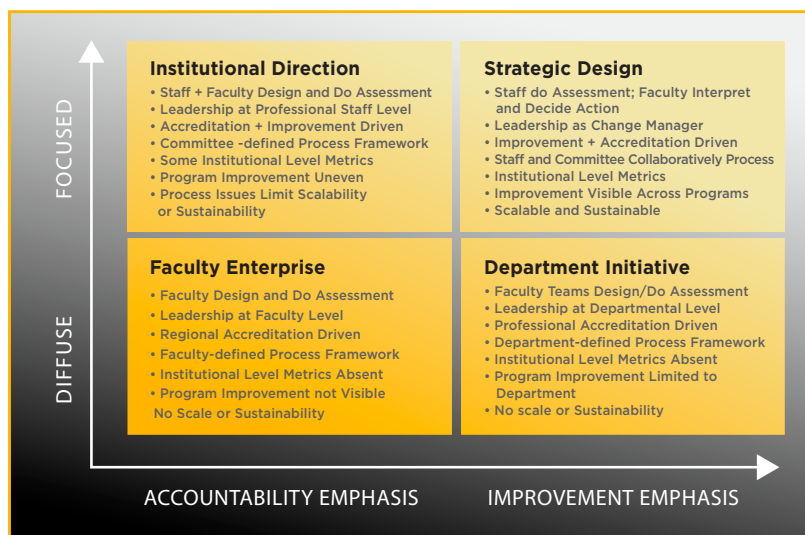 FOCUSED
Institutional Direction
• Staff + Faculty Design and Do Assessment
• Leadership at Professional Staff Level
• Accreditation + Improvement Driven
• Committee -defined Process Framework
• Some Institutional Level Metrics
• Program Improvement Uneven
• Process Issues Limit Scalability
or Sustainability
Strategic Design
• Staff do Assessment; Faculty Interpret
and Decide Action
• Leadership as Change Manager
• Improvement + Accreditation Driven
• Staff and Committee Collaboratively Process
• Institutional Level Metrics
• Improvement Visible Across Programs
• Scalable and Sustainable
DIFFUSE
Faculty Enterprise
• Faculty Design and Do Assessment
• Leadership at Faculty Level
• Regional Accreditation Driven
• Faculty-defined Process Framework
• Institutional Level Metrics Absent
• Program Improvement not Visible
No Scale or Sustainability
Department Initiative
• Faculty Teams Design/Do Assessment
• Leadership at Departmental Level
• Professional Accreditation Driven
• Department-defined Process Framework
• Institutional Level Metrics Absent
• Program Improvement Limited to
Department
• No scale or Sustainability
ACCOUNTABILITY EMPHASIS
IMPROVEMENT EMPHASIS